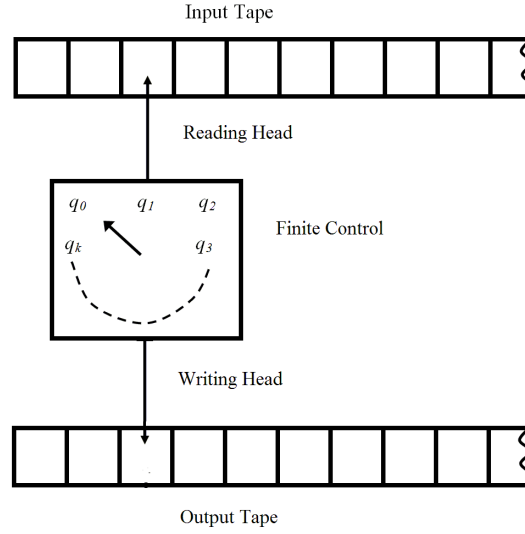 Input Tape
Reading Head
q0 q1 q2
Finite Control
qk q3
Writing Head
Output Tape